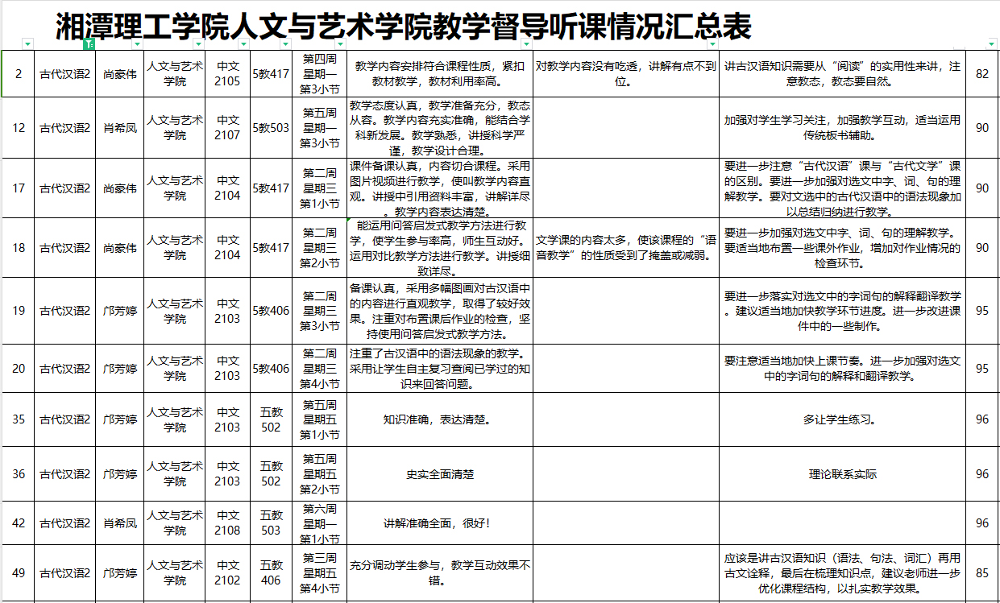 湘潭理工学院人文与艺术学院教学督导听课情况汇总表
2 古代汉语2 尚豪伟 人文与艺术学院 中文2105 5教417 第四周星期一第3小节 教学内容安排符合课程性质，紧扣教材教学，教材利用率高。 对教学内容没有吃透，讲解有点不到位。 讲古汉语知识需要从“阅读”的实用性来讲，注意教态，教态要自然。 82
12 古代汉语2 肖希凤 人文与艺术学院 中文2107 5教503 第五周星期一第3小节 教学态度认真，教学准备充分，教态从容。教学内容充实准确，能结合学科新发展。教学熟悉，讲授科学严谨，教学设计合理。 加强对学生学习关注，加强教学互动，适当运用传统板书辅助。 90
17 古代汉语2 尚豪伟 人文与艺术学院 中文2104 5教417 第二周星期三第1小节 课件备课认真，内容切合课程。采用图片视频进行教学，使叫教学内容直观。讲授中引用资料丰富，讲解详尽。教学内容表达清楚。 要进一步注意“古代汉语”课与“古代文学”课的区别。要进一步加强对选文中字、词、句的理解教学。要对文选中的古代汉语中的语法现象加以总结归纳进行教学。 90
18 古代汉语2 尚豪伟 人文与艺术学院 中文2104 5教417 第二周星期三第2小节 能运用问答启发式教学方法进行教学，使学生参与率高，师生互动好。运用对比教学方法进行教学。讲授细致详尽。 文学课的内容太多，使该课程的“语音教学”的性质受到了掩盖或减弱。 要进一步加强对选文中字、词、句的理解教学。要适当地布置一些课外作业，增加对作业情况的检查环节。 90
19 古代汉语2 邝芳婷 人文与艺术学院 中文2103 5教406 第二周星期三第3小节 备课认真，采用多幅图画对古汉语中的内容进行直观教学，取得了较好效果。注重对布置课后作业的检查，坚持使用问答启发式教学方法。 要进一步落实对选文中的字词句的解释翻译教学。建议适当地加快教学环节进度。进一步改进课件中的一些制作。 95
20 古代汉语2 邝芳婷 人文与艺术学院 中文2103 5教406 第二周星期三第4小节 注重了古汉语中的语法现象的教学。采用让学生自主复习查阅已学过的知识来回答问题。 要注意适当地加快上课节奏。进一步加强对选文中的字词句的解释和翻译教学。 95
35 古代汉语2 邝芳婷 人文与艺术学院 中文2103 五教502 第五周星期五第1小节 知识准确，表达清楚。 多让学生练习。 96
36 古代汉语2 邝芳婷 人文与艺术学院 中文2103 五教502 第五周星期五第2小节 史实全面清楚 理论联系实际 96
42 古代汉语2 肖希凤 人文与艺术学院 中文2108 五教503 第六周星期一第1小节 讲解准确全面，很好！ 96
49 古代汉语2 邝芳婷 人文与艺术学院 中文2102 五教406 第三周星期五第4小节 充分调动学生参与，教学互动效果不错。 应该是讲古汉语知识（语法、句法、词汇）再用古文诠释，最后在梳理知识点，建议老师进一步优化课程结构，以扎实教学效果。 85